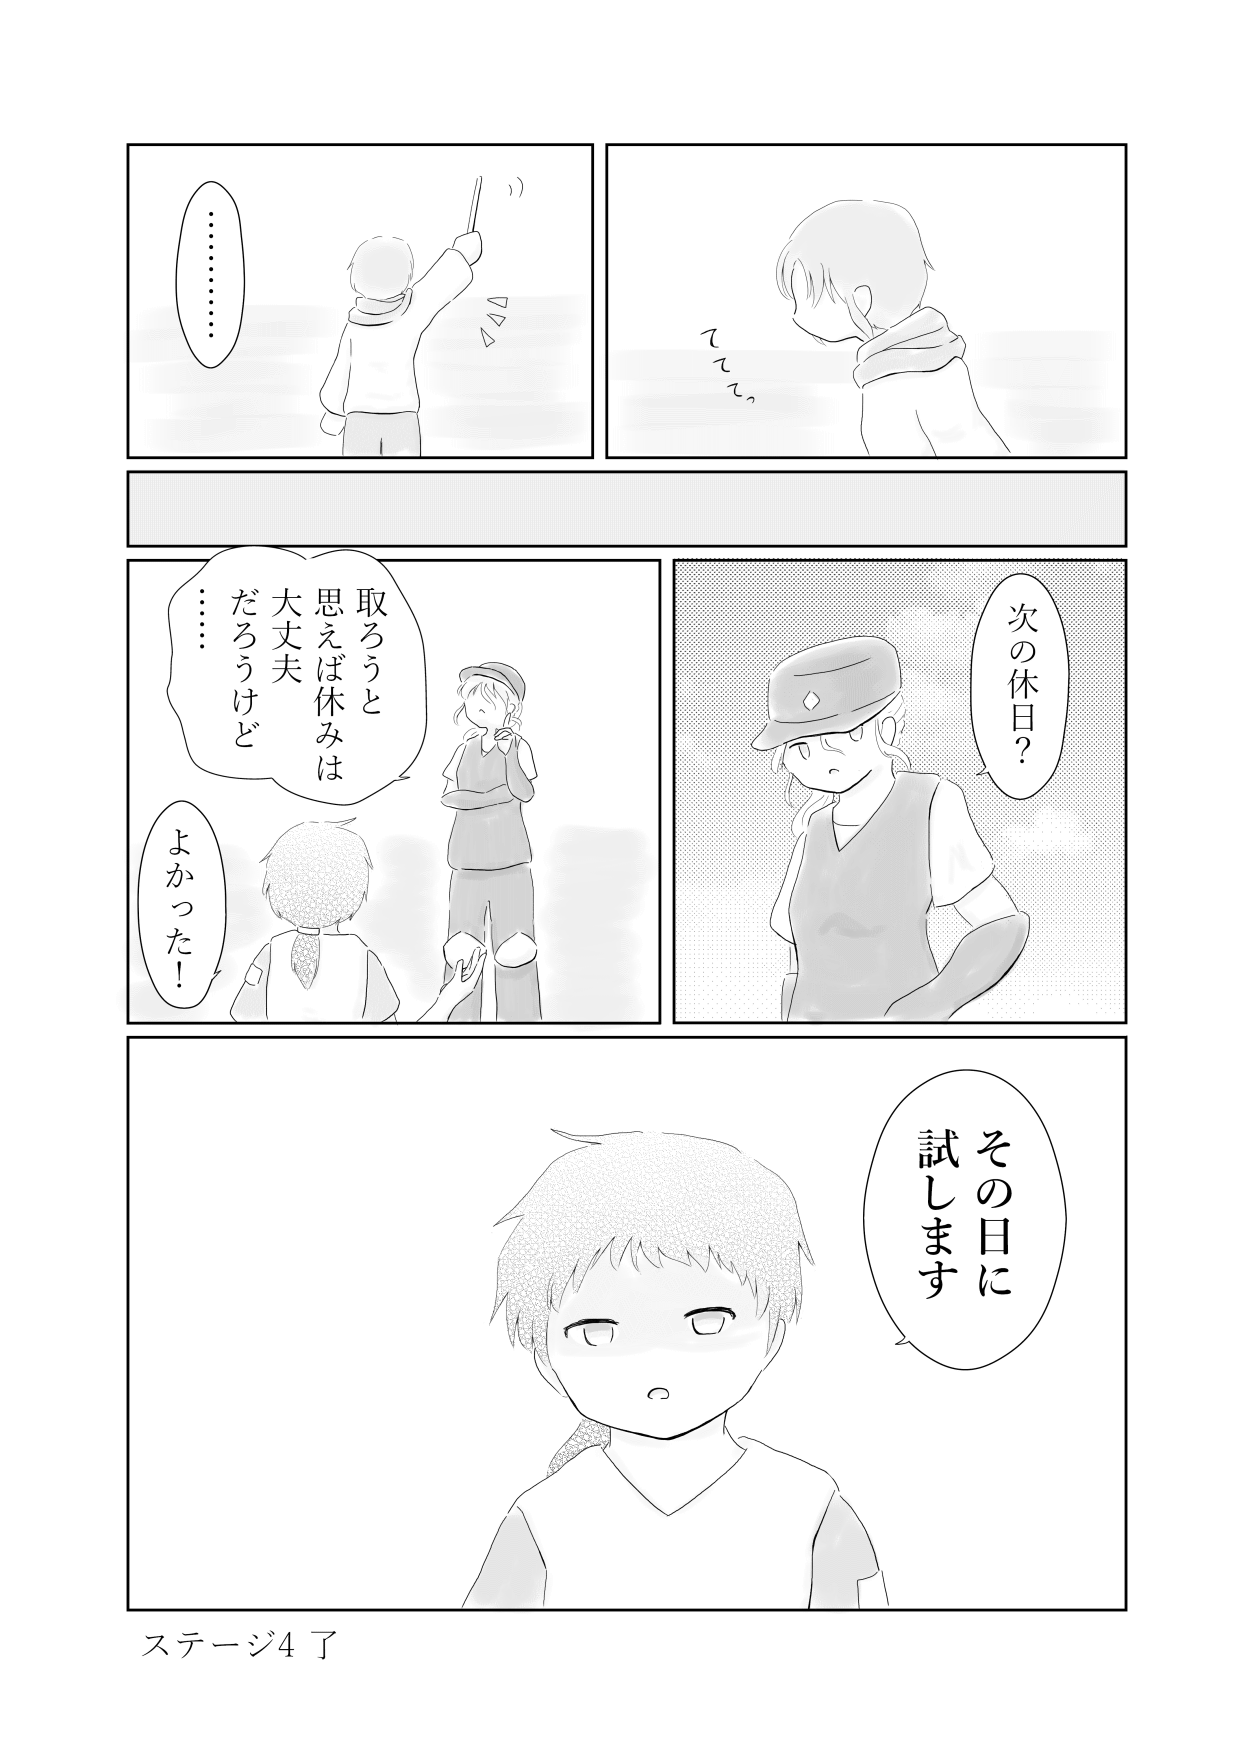 てててっ
…………
次の休日？
取ろうと
思えば休みは
大丈夫
だろうけど
……
よかった！
その日に
試します
ステージ4 了